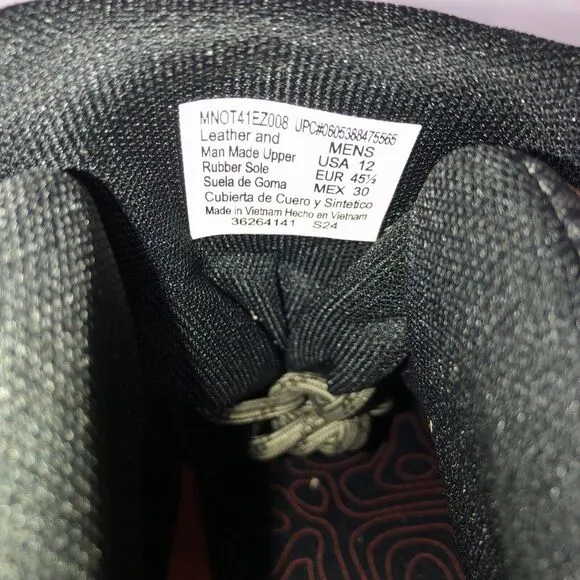 MNOT41EZ008 UPC#0605388475565
Leather and MENS
Man Made Upper USA 12
Rubber Sole EUR 45½
Suela de Goma MEX 30
Cubierta de Cuero y Sintetico
Made in Vietnam Hecho en Vietnam
36264141 S24